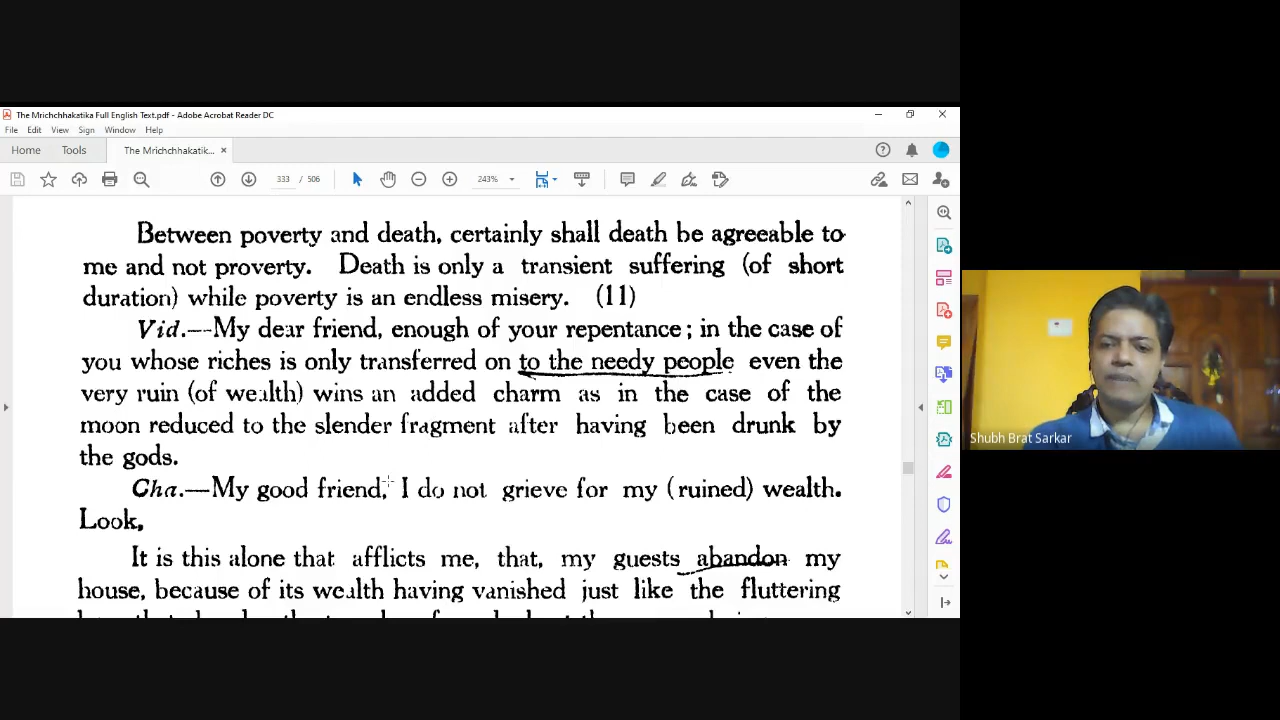 The Mrichchhakatika Full English Text.pdf - Adobe Acrobat Reader DC
File Edit View Sign Window Help
Home Tools The Mrichchhakatik... ×
333 / 506 243%
Between poverty and death, certainly shall death be agreeable to
me and not proverty. Death is only a transient suffering (of short
duration) while poverty is an endless misery. (11)
Vid.—-My dear friend, enough of your repentance; in the case of
you whose riches is only transferred on to the needy people even the
very ruin (of wealth) wins an added charm as in the case of the
moon reduced to the slender fragment after having been drunk by
the gods.
Cha.—My good friend, I do not grieve for my (ruined) wealth.
Look,
It is this alone that afflicts me, that, my guests abandon my
house, because of its wealth having vanished just like the fluttering
Shubh Brat Sarkar